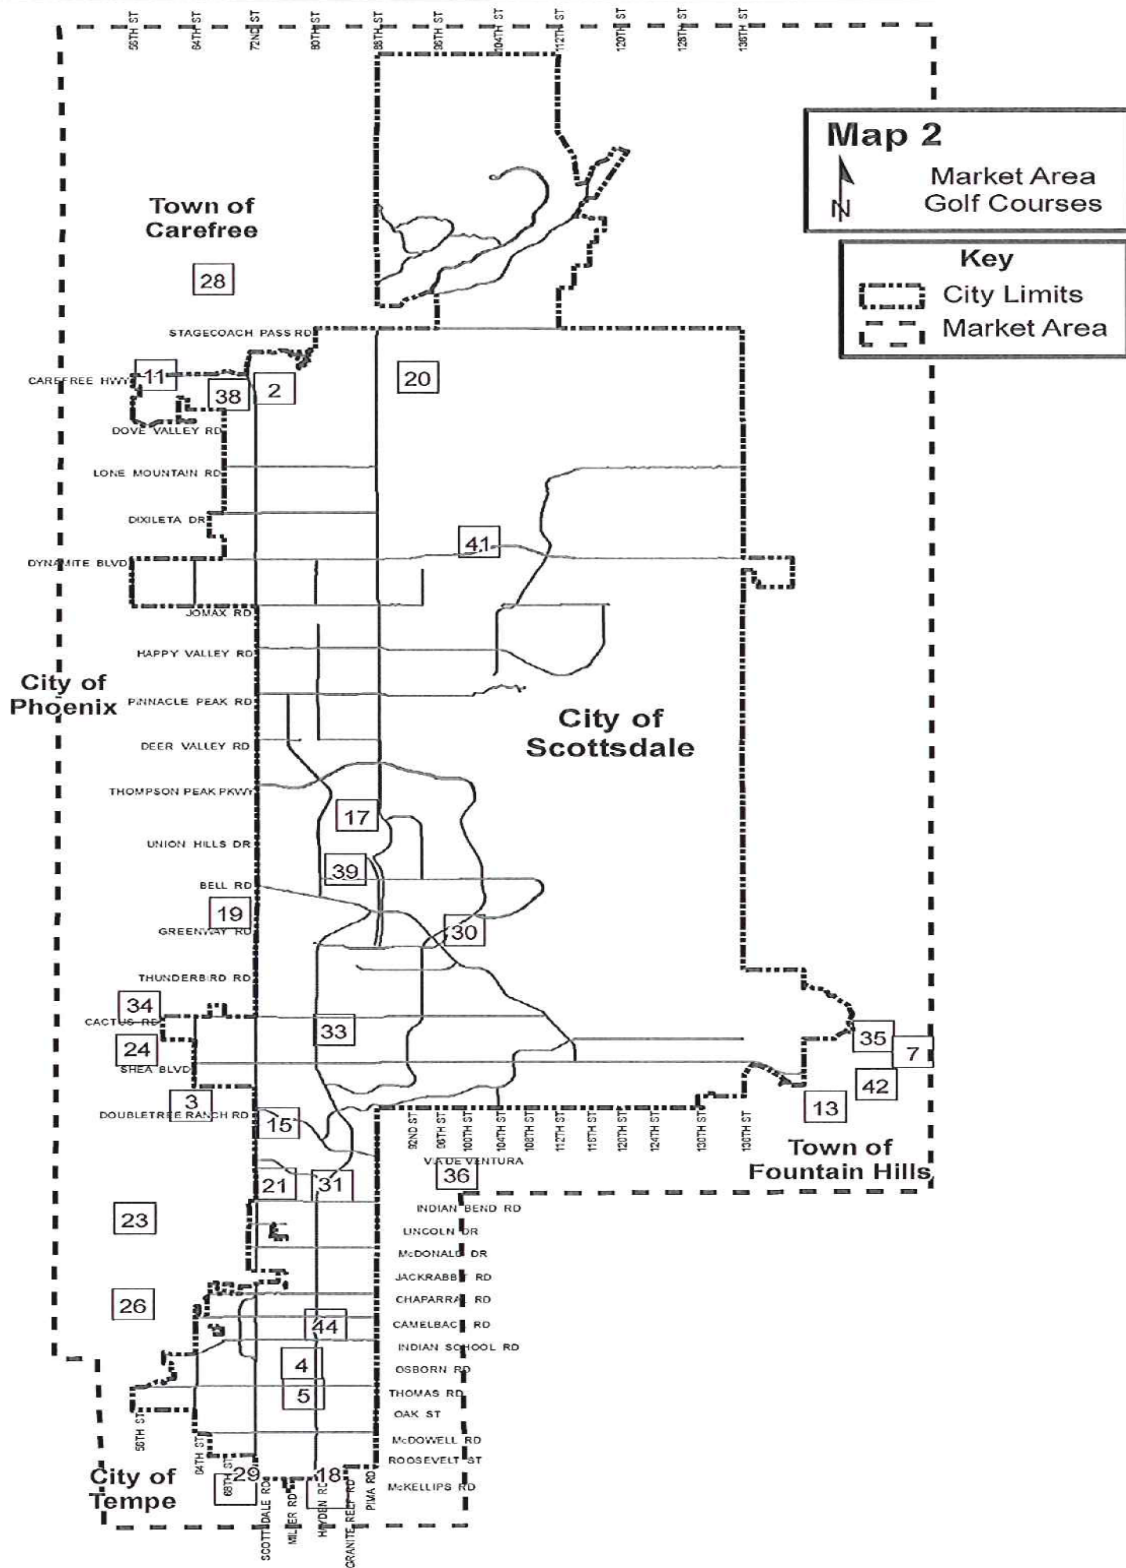 56TH ST
64TH ST
72ND ST
80TH ST
96TH ST
104TH ST
112TH ST
120TH ST
136TH ST
Map 2
N
Market Area
Golf Courses
Key
City Limits
Market Area
Town of
Carefree
28
STAGECOACH PASS RD
CAREFREE HWY
11
38
2
20
DOVE VALLEY RD
LONE MOUNTAIN RD
DIXILETA DR
41
DYNAMITE BLVD
JOMAX RD
HAPPY VALLEY RD
City of
Phoenix
PINNACLE PEAK RD
City of
Scottsdale
DEER VALLEY RD
THOMPSON PEAK PKWY
17
UNION HILLS DR
39
BELL RD
19
GREENWAY RD
30
THUNDERBIRD RD
34
CACTUS RD
33
35
24
7
SHEA BLVD
42
3
13
DOUBLETREE RANCH RD
15
92ND ST
96TH ST
100TH ST
104TH ST
108TH ST
112TH ST
120TH ST
124TH ST
136TH ST
Town of
Fountain Hills
VIA DE VENTURA
36
21
31
INDIAN BEND RD
23
LINCOLN DR
McDONALD DR
JACKRABBIT RD
26
CHAPARRAL RD
44
CAMELBACK RD
INDIAN SCHOOL RD
4
OSBORN RD
5
THOMAS RD
OAK ST
56TH ST
64TH ST
McDOWELL RD
ROOSEVELT ST
City of
Tempe
68TH ST
29
18
McKELLIPS RD
SCOTTSDALE RD
MILLER RD
HAYDEN RD
GRANITE REEF RD
PIMA RD